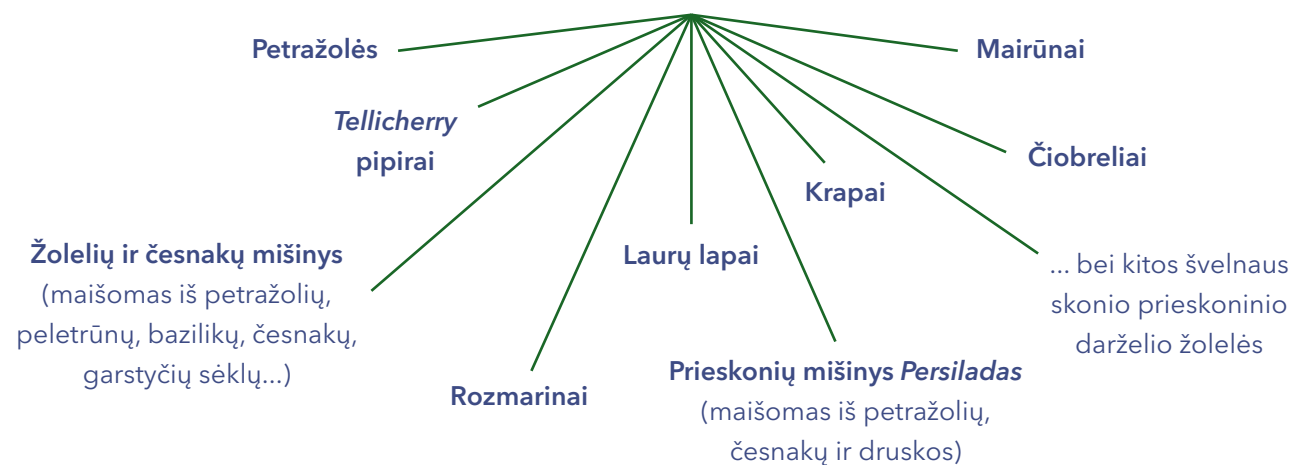 Petražolės
Mairūnai
Tellicherry
pipirai
Čiobreliai
Krapai
Žolelių ir česnakų mišinys
(maišomas iš petražolių,
peletrūnų, bazilikų, česnakų,
garstyčių sėklų...)
Laurų lapai
... bei kitos švelnaus
skonio prieskoninio
darželio žolelės
Rozmarinai
Prieskonių mišinys Persiladas
(maišomas iš petražolių,
česnakų ir druskos)